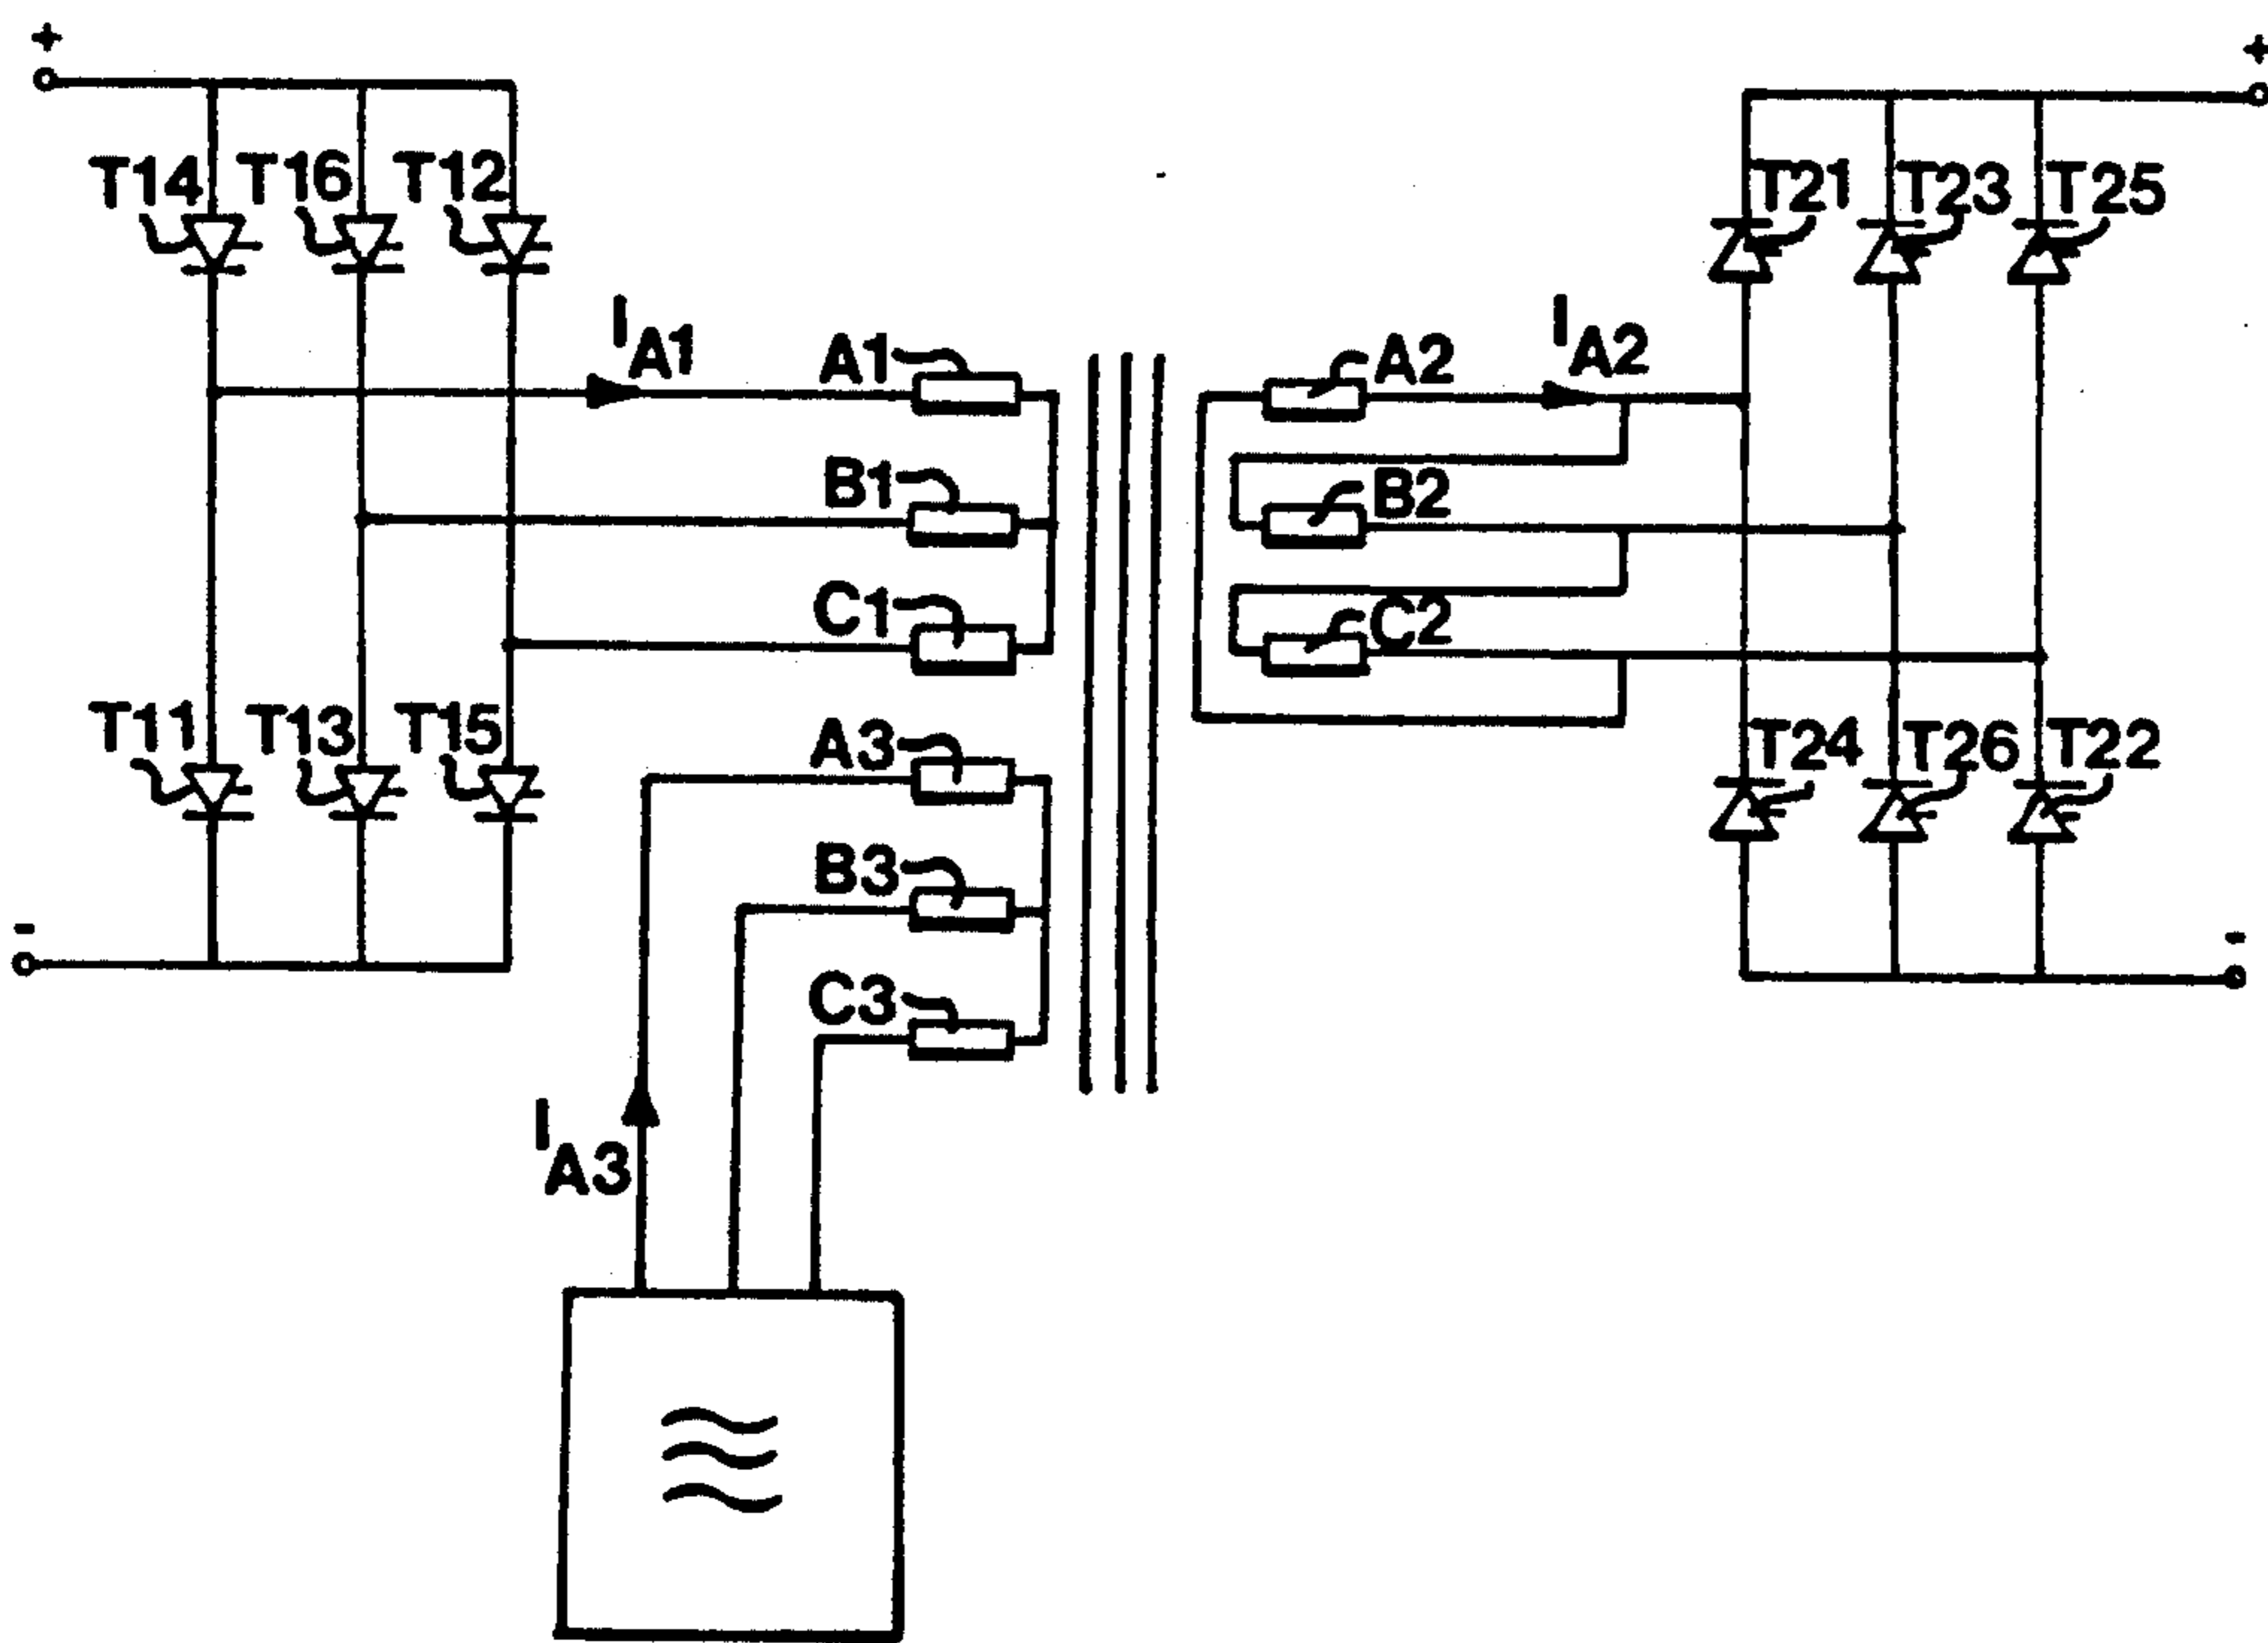 + +
T14 T16 T12 T21 T23 T25
IA1 A1 A2 IA2
B1 B2
C1 C2
T11 T13 T15 A3 T24 T26 T22
B3
- -
C3
IA3